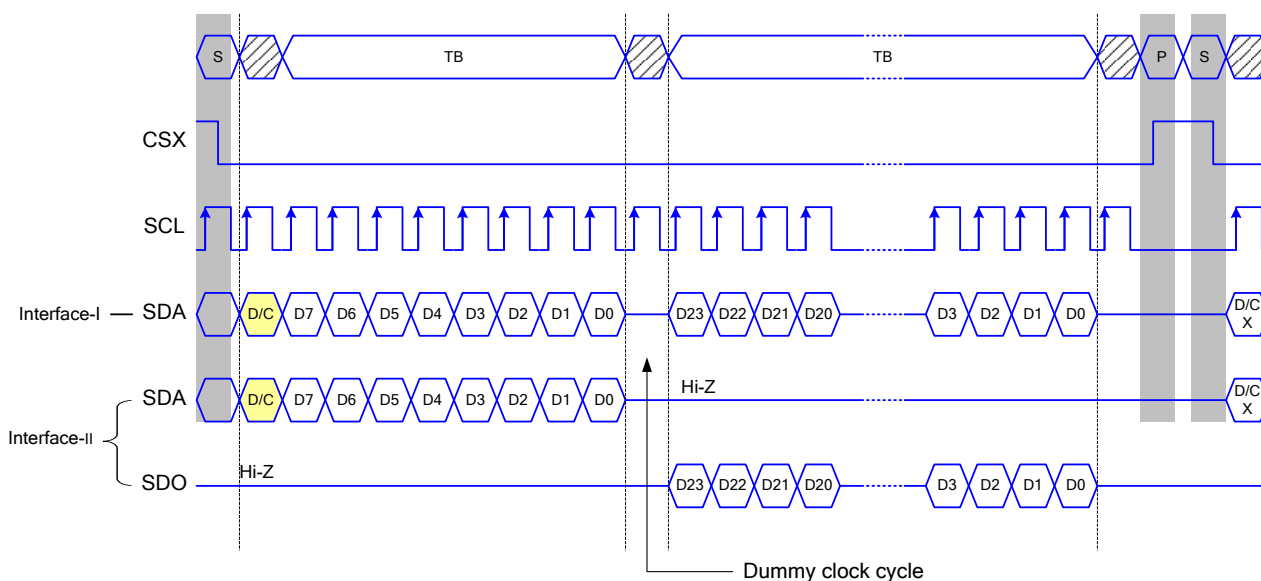 S TB TB P S
CSX
SCL
Interface-I SDA D/C D7 D6 D5 D4 D3 D2 D1 D0 D23 D22 D21 D20 D3 D2 D1 D0 D/C
X
Hi-Z
SDA D/C D7 D6 D5 D4 D3 D2 D1 D0 D/C
X
Interface-II
Hi-Z
SDO D23 D22 D21 D20 D3 D2 D1 D0
Dummy clock cycle